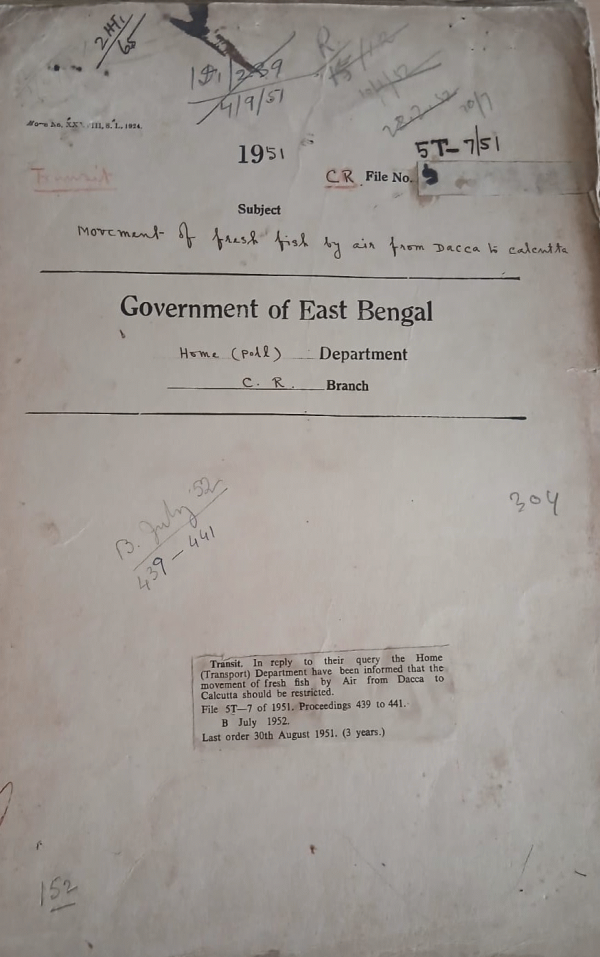 4/9/51
1951
5T-7/51
Transit
C R. File No.
Subject
Movement of fresh fish by air from Dacca to Calcutta
Government of East Bengal
Home (Poll) Department
C. R. Branch
B. July '52
439-441
304
Transit. In reply to their query the Home
(Transport) Department have been informed that the
movement of fresh fish by Air from Dacca to
Calcutta should be restricted.
File 5T—7 of 1951. Proceedings 439 to 441.
B July 1952.
Last order 30th August 1951. (3 years.)
152